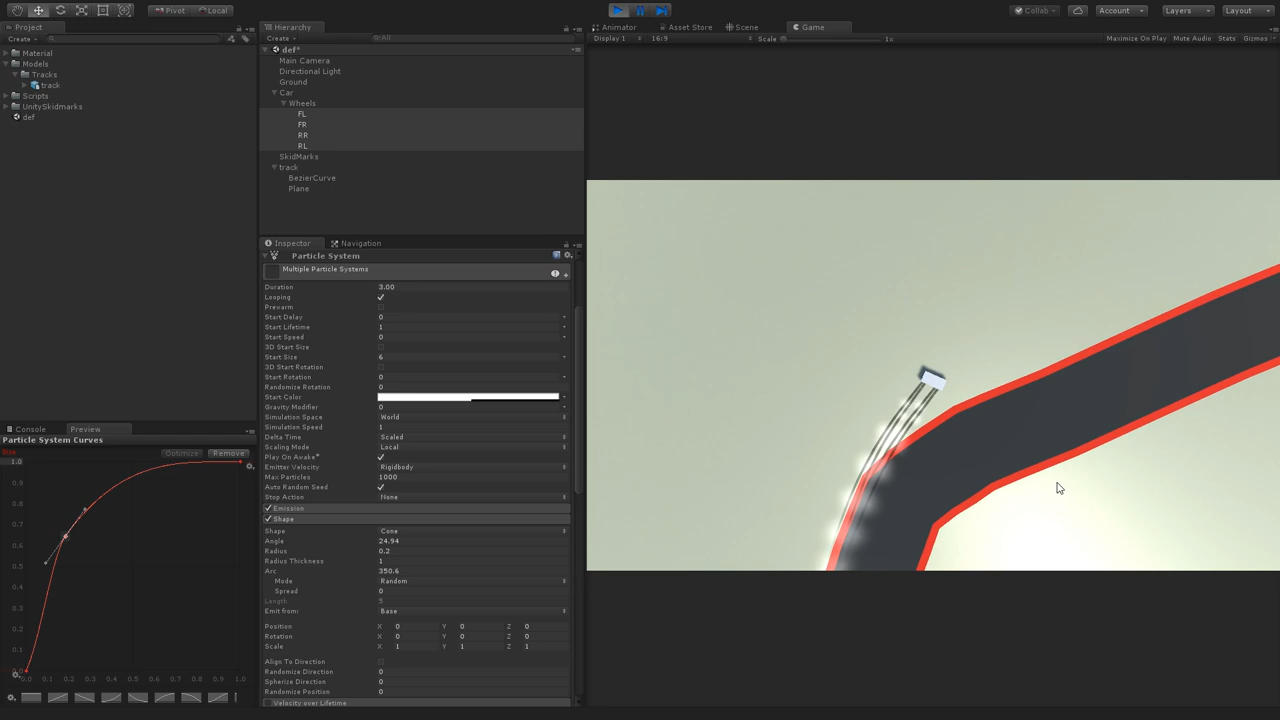 Pivot Local
Collab Account Layers Layout
Project
Create
Material
Models
Tracks
track
Scripts
UnitySkidmarks
def
Hierarchy
Create All
def*
Main Camera
Directional Light
Ground
Car
Wheels
FL
FR
RR
RL
SkidMarks
track
BezierCurve
Plane
Animator Asset Store Scene Game
Display 1 16:9 Scale 1x Maximize On Play Mute Audio Stats Gizmos
Inspector Navigation
Particle System
Multiple Particle Systems
Duration 3.00
Looping
Prewarm
Start Delay 0
Start Lifetime 1
Start Speed 0
3D Start Size
Start Size 6
3D Start Rotation
Start Rotation 0
Randomize Rotation 0
Start Color
Gravity Modifier 0
Simulation Space World
Simulation Speed 1
Delta Time Scaled
Scaling Mode Local
Play On Awake*
Emitter Velocity Rigidbody
Max Particles 1000
Auto Random Seed
Stop Action None
Emission
Shape
Shape Cone
Angle 24.94
Radius 0.2
Radius Thickness 1
Arc 350.6
Mode Random
Spread 0
Length 5
Emit from: Base
Position X 0 Y 0 Z 0
Rotation X 0 Y 0 Z 0
Scale X 1 Y 1 Z 1
Align To Direction
Randomize Direction 0
Spherize Direction 0
Randomize Position 0
Velocity over Lifetime
Console Preview
Particle System Curves
Size Optimize Remove
1.0
0.9
0.8
0.7
0.6
0.5
0.4
0.3
0.2
0.1
0.0
0.0 0.1 0.2 0.3 0.4 0.5 0.6 0.7 0.8 0.9 1.0